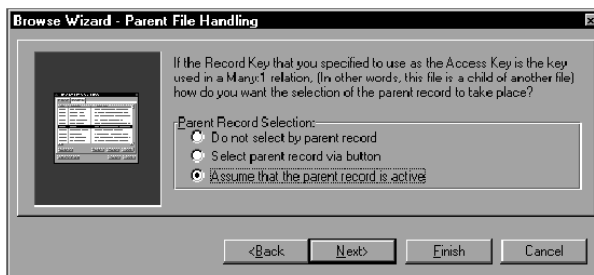 Browse Wizard - Parent File Handling
If the Record Key that you specified to use as the Access Key is the key
used in a Many:1 relation, (In other words, this file is a child of another file)
how do you want the selection of the parent record to take place?
Parent Record Selection:
Do not select by parent record
Select parent record via button
Assume that the parent record is active
<Back
Next>
Finish
Cancel